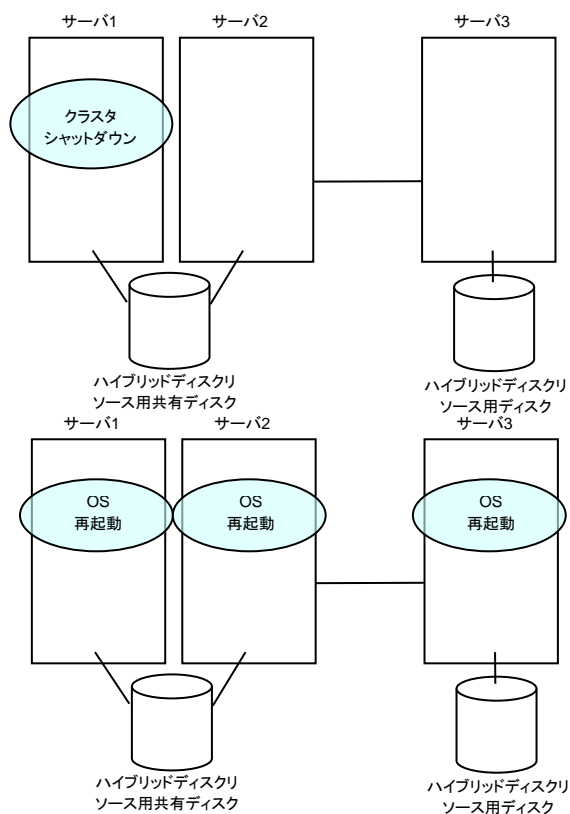 サーバ1
サーバ2
サーバ3
クラスタ
シャットダウン
ハイブリッドディスクリ
ソース用共有ディスク
ハイブリッドディスクリ
ソース用ディスク
サーバ1
サーバ2
サーバ3
OS
再起動
OS
再起動
OS
再起動
ハイブリッドディスクリ
ソース用共有ディスク
ハイブリッドディスクリ
ソース用ディスク